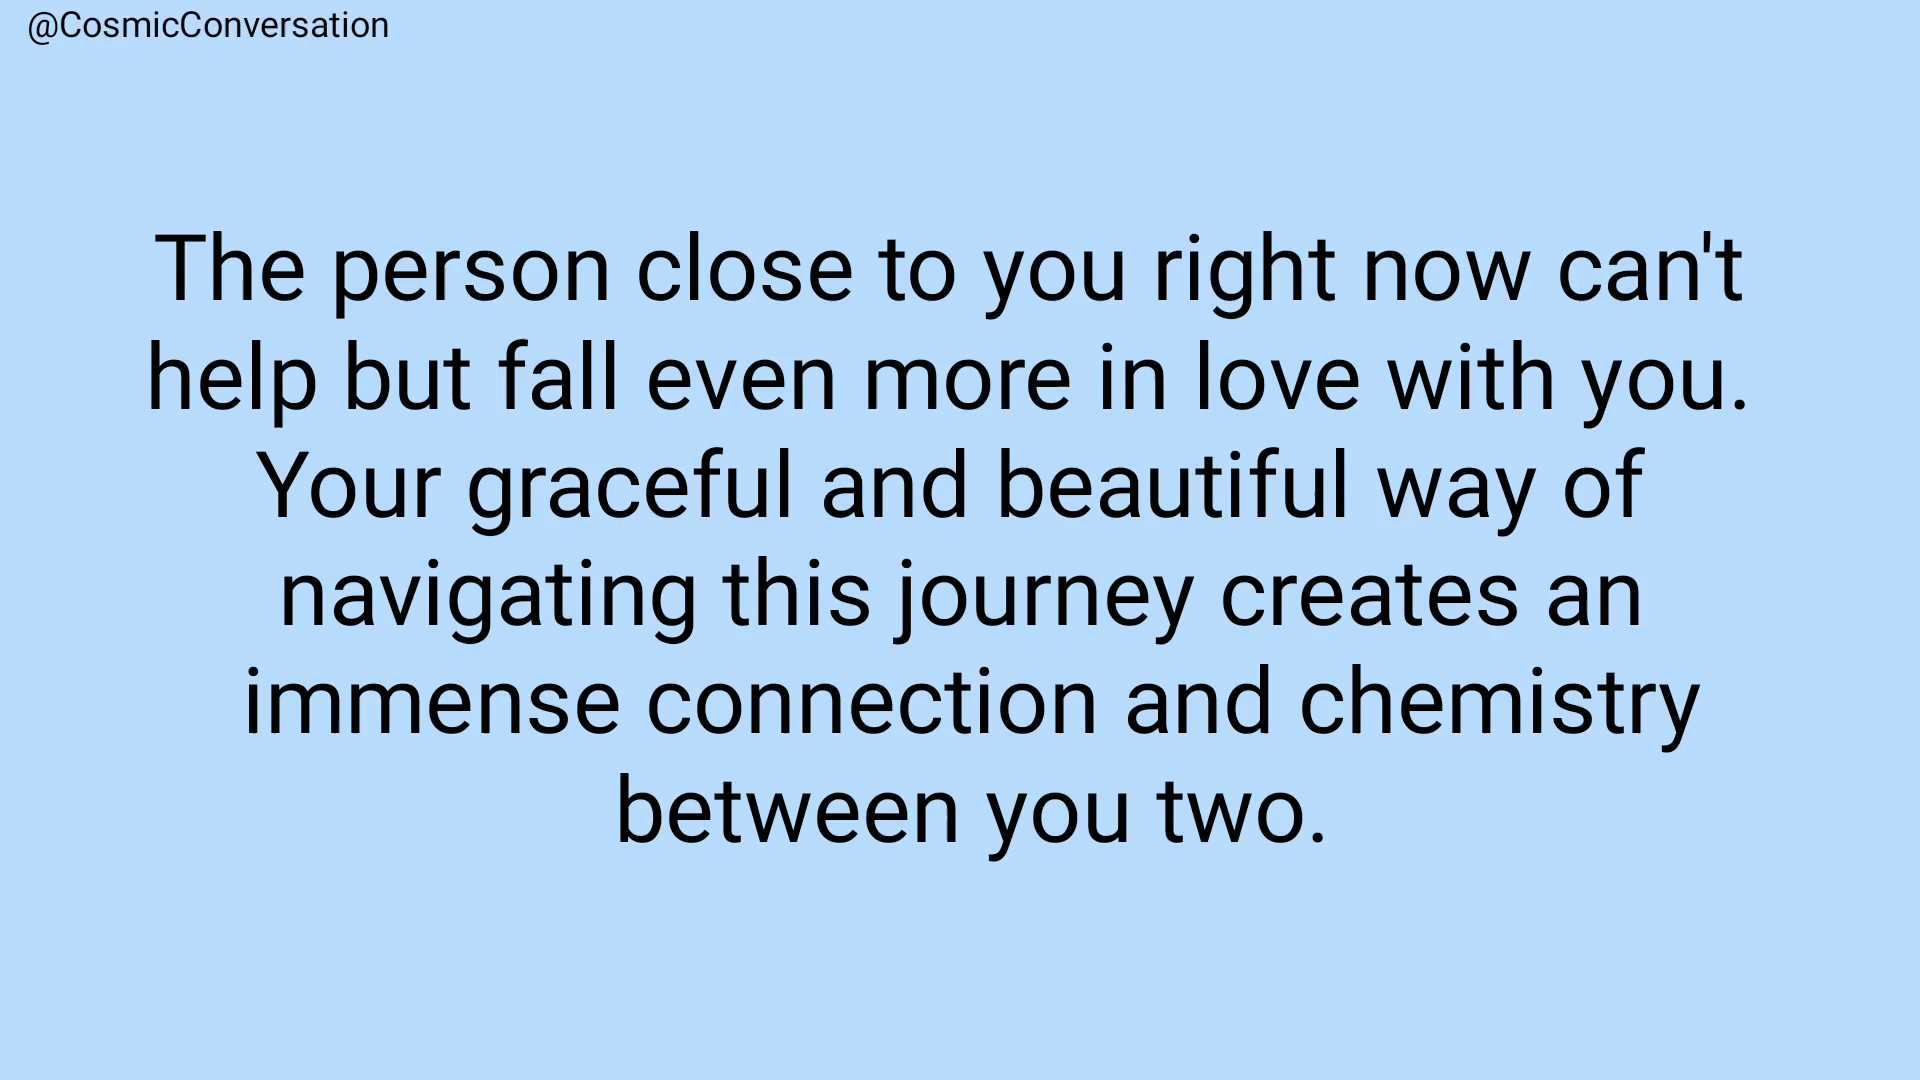 @CosmicConversation
The person close to you right now can't
help but fall even more in love with you.
Your graceful and beautiful way of
navigating this journey creates an
immense connection and chemistry
between you two.